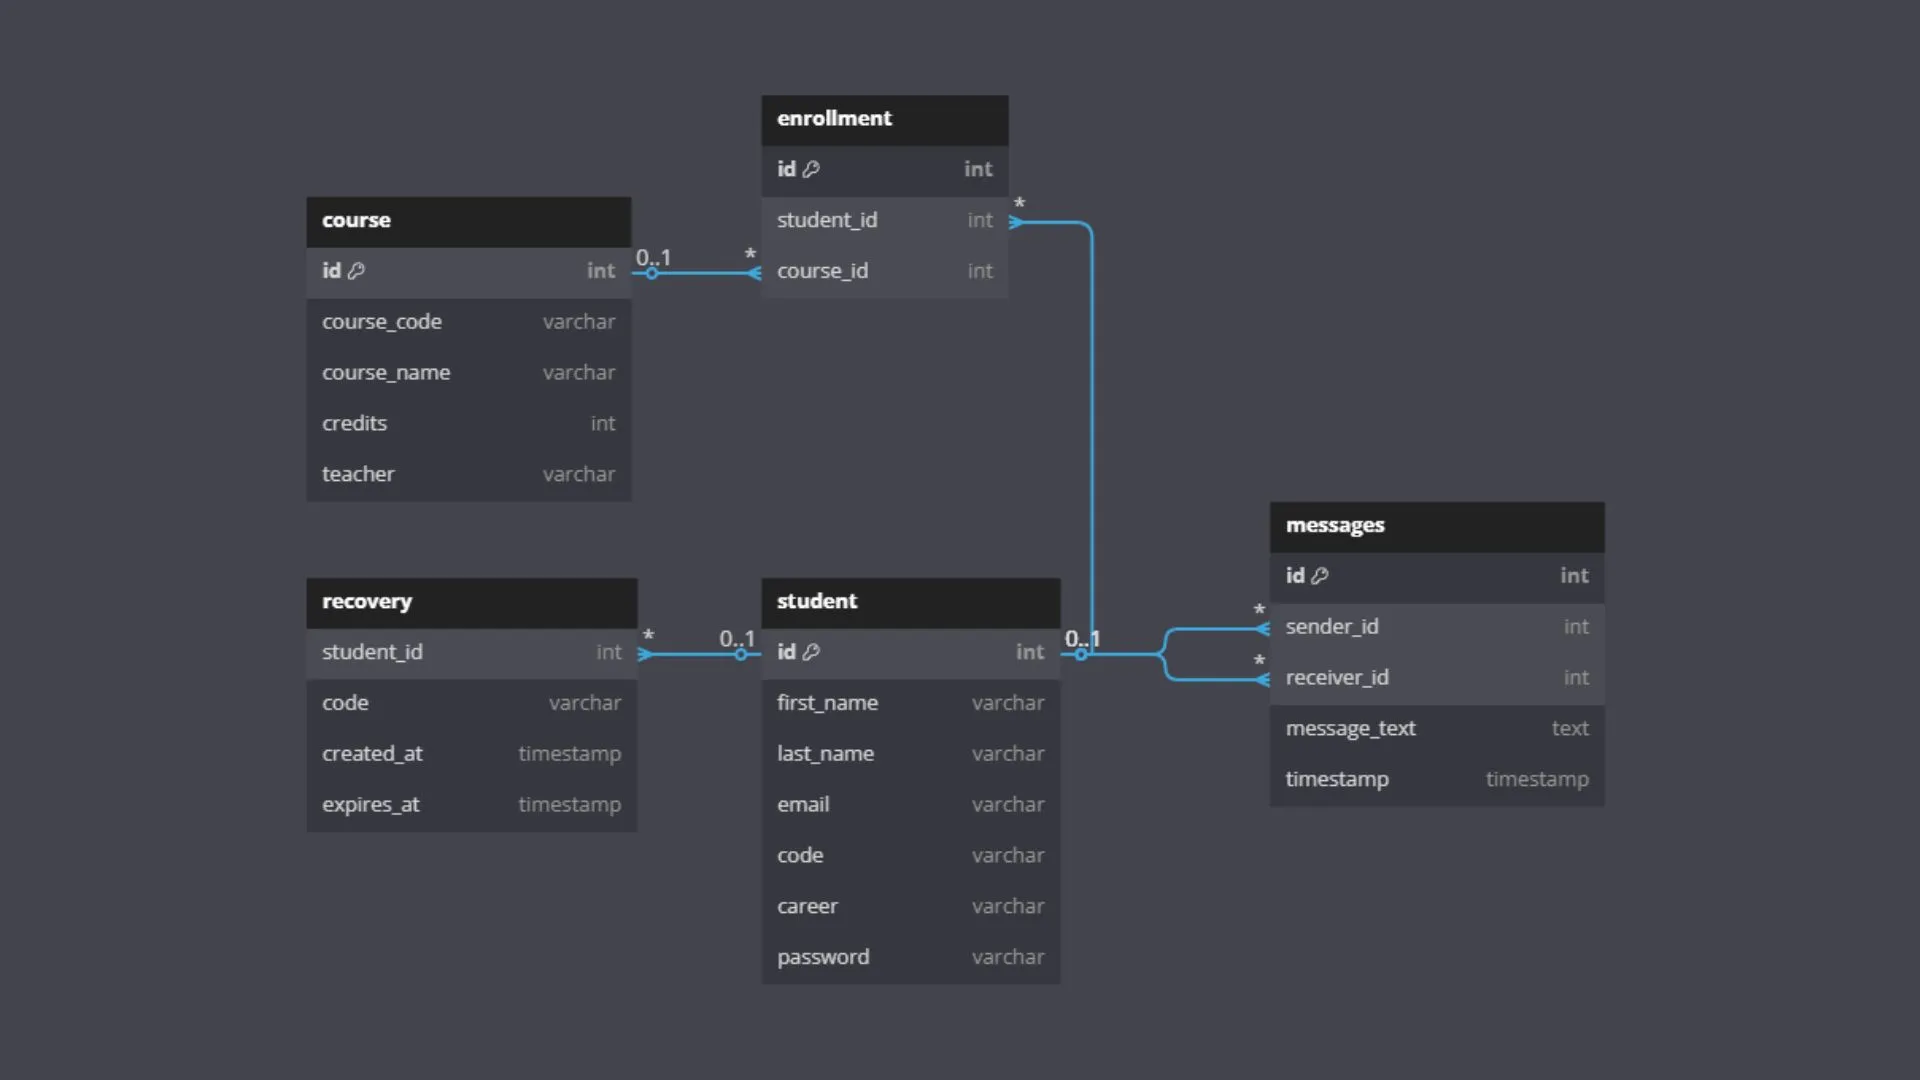 enrollment
id int
student_id int
course_id int
*
0..1 *
course
id int
course_code varchar
course_name varchar
credits int
teacher varchar
messages
id int
sender_id int
receiver_id int
message_text text
timestamp timestamp
*
*
recovery
student_id int
code varchar
created_at timestamp
expires_at timestamp
* 0..1
student
id int
first_name varchar
last_name varchar
email varchar
code varchar
career varchar
password varchar
0..1